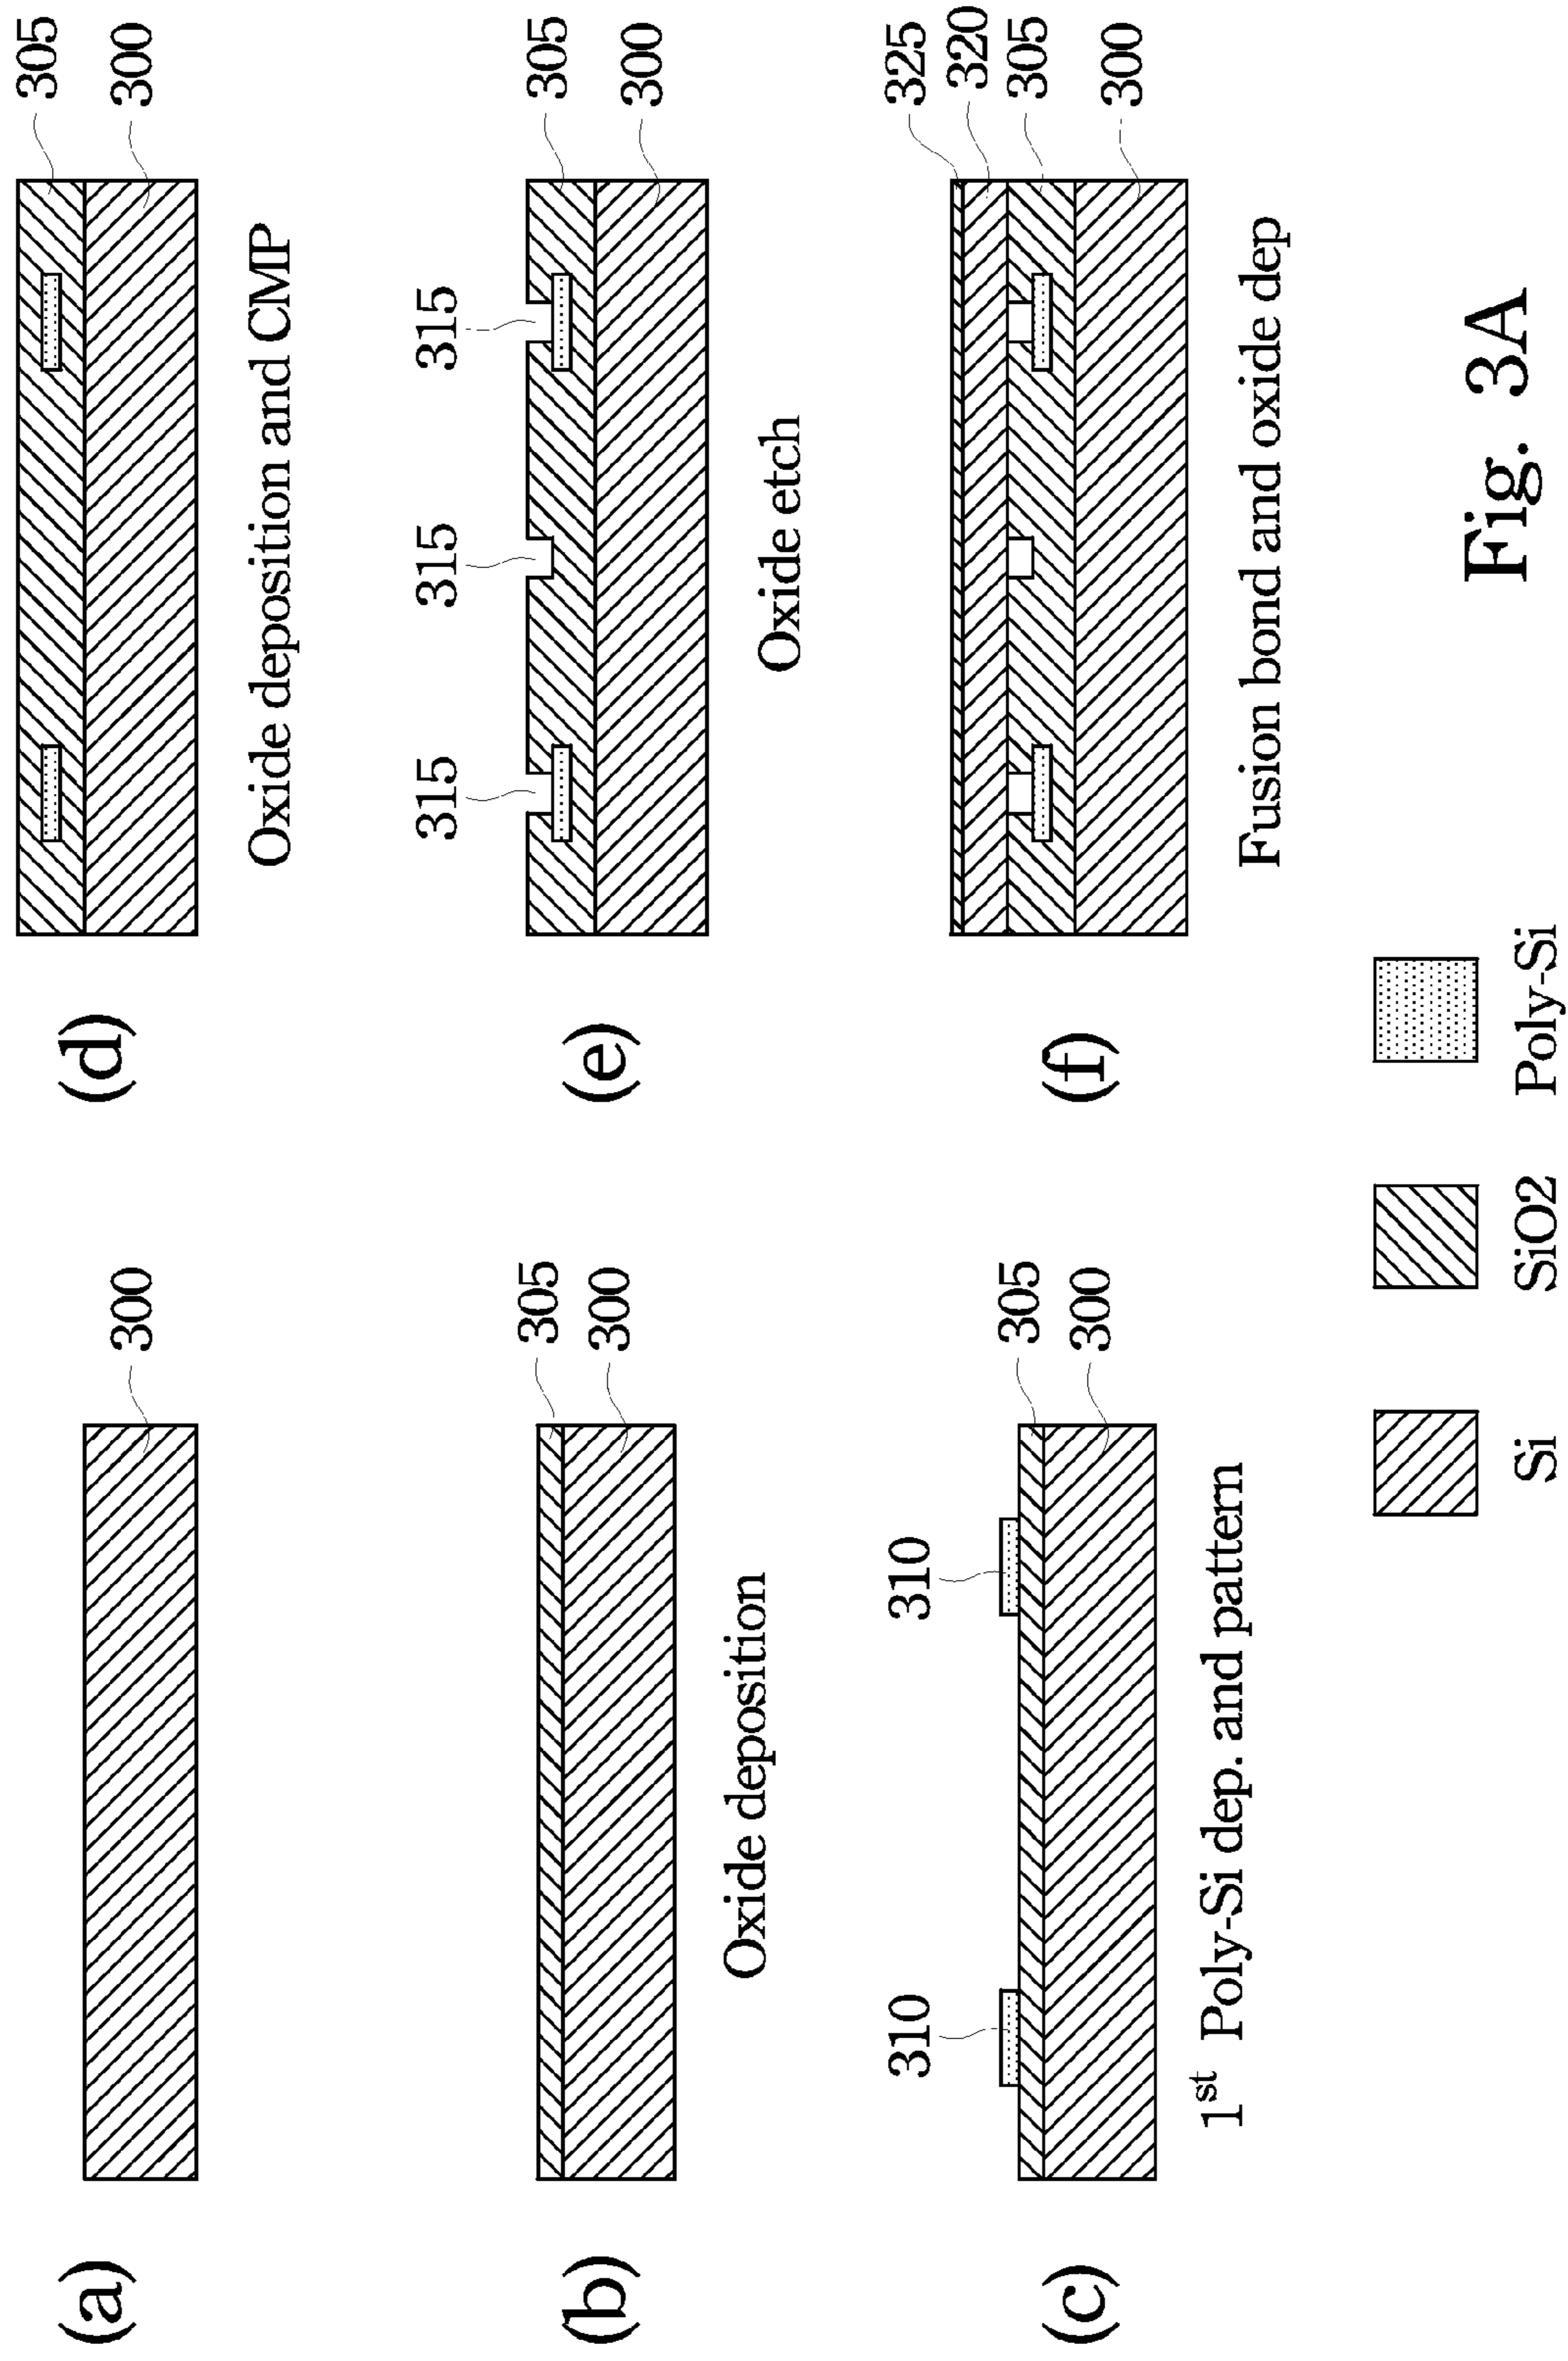 (a)
300
(b)
305
300
Oxide deposition
(c)
310
310
305
300
1st Poly-Si dep. and pattern
(d)
305
300
Oxide deposition and CMP
(e)
315
315
315
305
300
Oxide etch
(f)
325
320
305
300
Fusion bond and oxide dep
Si
SiO2
Poly-Si
Fig. 3A